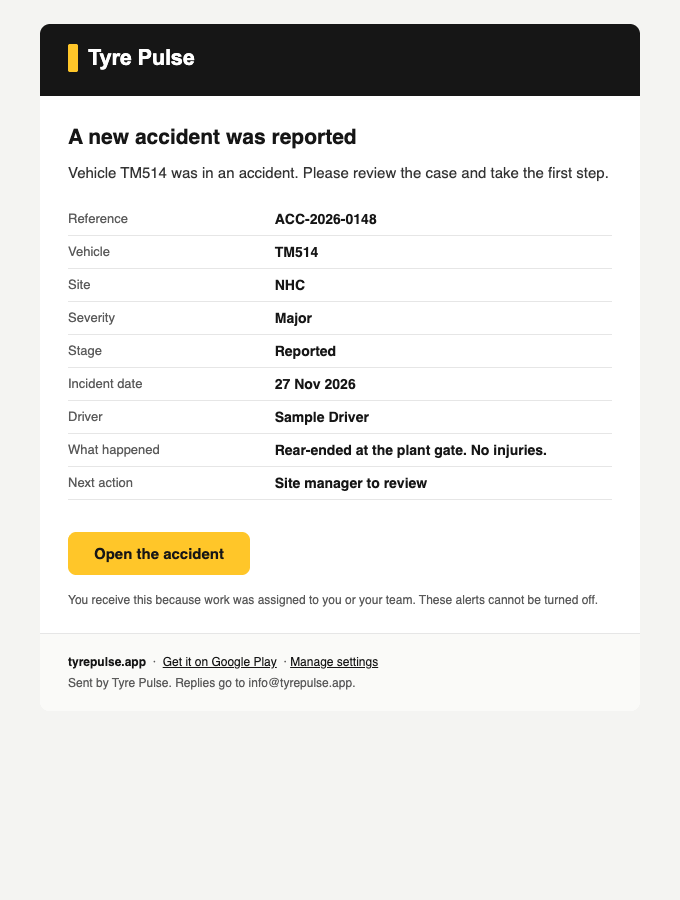 Tyre Pulse
A new accident was reported
Vehicle TM514 was in an accident. Please review the case and take the first step.
Reference ACC-2026-0148
Vehicle TM514
Site NHC
Severity Major
Stage Reported
Incident date 27 Nov 2026
Driver Sample Driver
What happened Rear-ended at the plant gate. No injuries.
Next action Site manager to review
Open the accident
You receive this because work was assigned to you or your team. These alerts cannot be turned off.
tyrepulse.app · Get it on Google Play · Manage settings
Sent by Tyre Pulse. Replies go to info@tyrepulse.app.